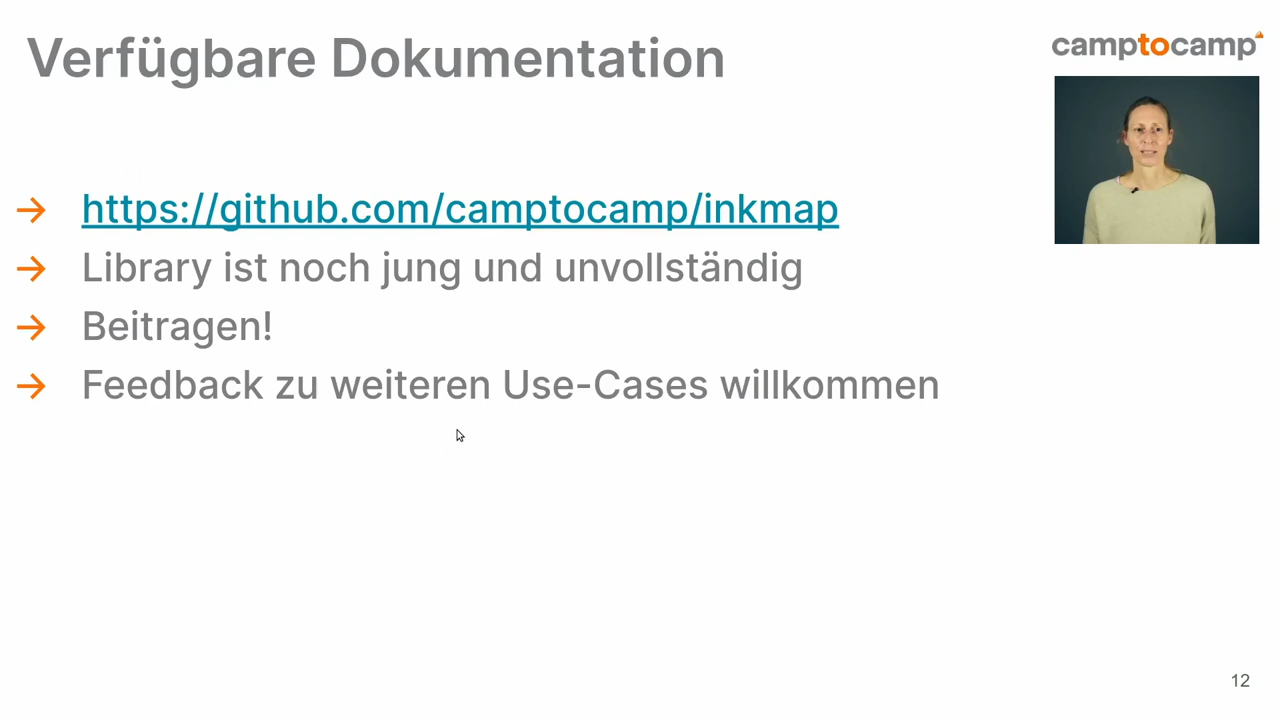 Verfügbare Dokumentation
camptocamp
→ https://github.com/camptocamp/inkmap
→ Library ist noch jung und unvollständig
→ Beitragen!
→ Feedback zu weiteren Use-Cases willkommen
12